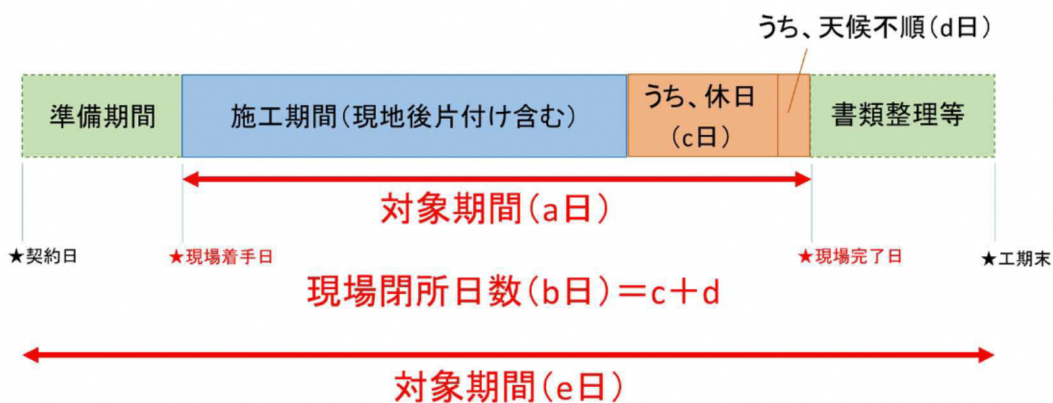 うち、天候不順(d日)
準備期間
施工期間(現地後片付け含む)
うち、休日
(c日)
書類整理等
対象期間(a日)
★契約日
★現場着手日
★現場完了日
★工期末
現場閉所日数(b日)=c+d
対象期間(e日)